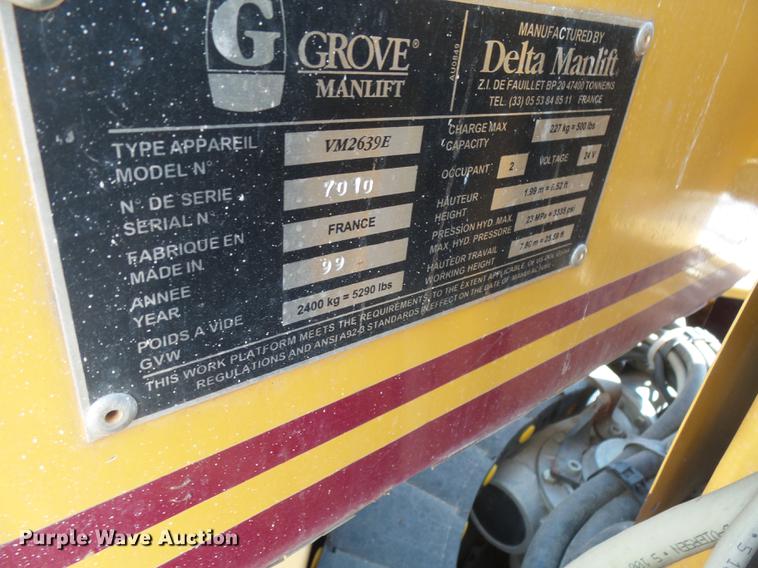 G GROVE®
MANLIFT
AU0849
MANUFACTURED BY
Delta Manlift
Z.I. DE FAUILLET BP 20 47400 TONNEINS
TEL. (33) 05 53 84 85 11 FRANCE
TYPE APPAREIL
MODEL N°
VM2639E
N° DE SERIE
SERIAL N°
7010
FABRIQUE EN
MADE IN
FRANCE
ANNEE
YEAR
99
POIDS A VIDE
G.V.W.
2400 kg = 5290 lbs
CHARGE MAX
CAPACITY
227 kg = 500 lbs
OCCUPANT 2 VOLTAGE 24 V
HAUTEUR
HEIGHT
1.99 m = 6.52 ft
PRESSION HYD. MAX.
MAX. HYD. PRESSORE
23 MPa = 3335 psi
HAUTEUR TRAVAIL
WORKING HEIGHT
7.80 m = 25.59 ft
THIS WORK PLATFORM MEETS THE REQUIREMENTS, TO THE EXTENT APPLICABLE, OF
REGULATIONS AND ANSI A92-6 STANDARDS IN EFFECT ON THE DATE OF MANUFACTURE
Purple Wave Auction